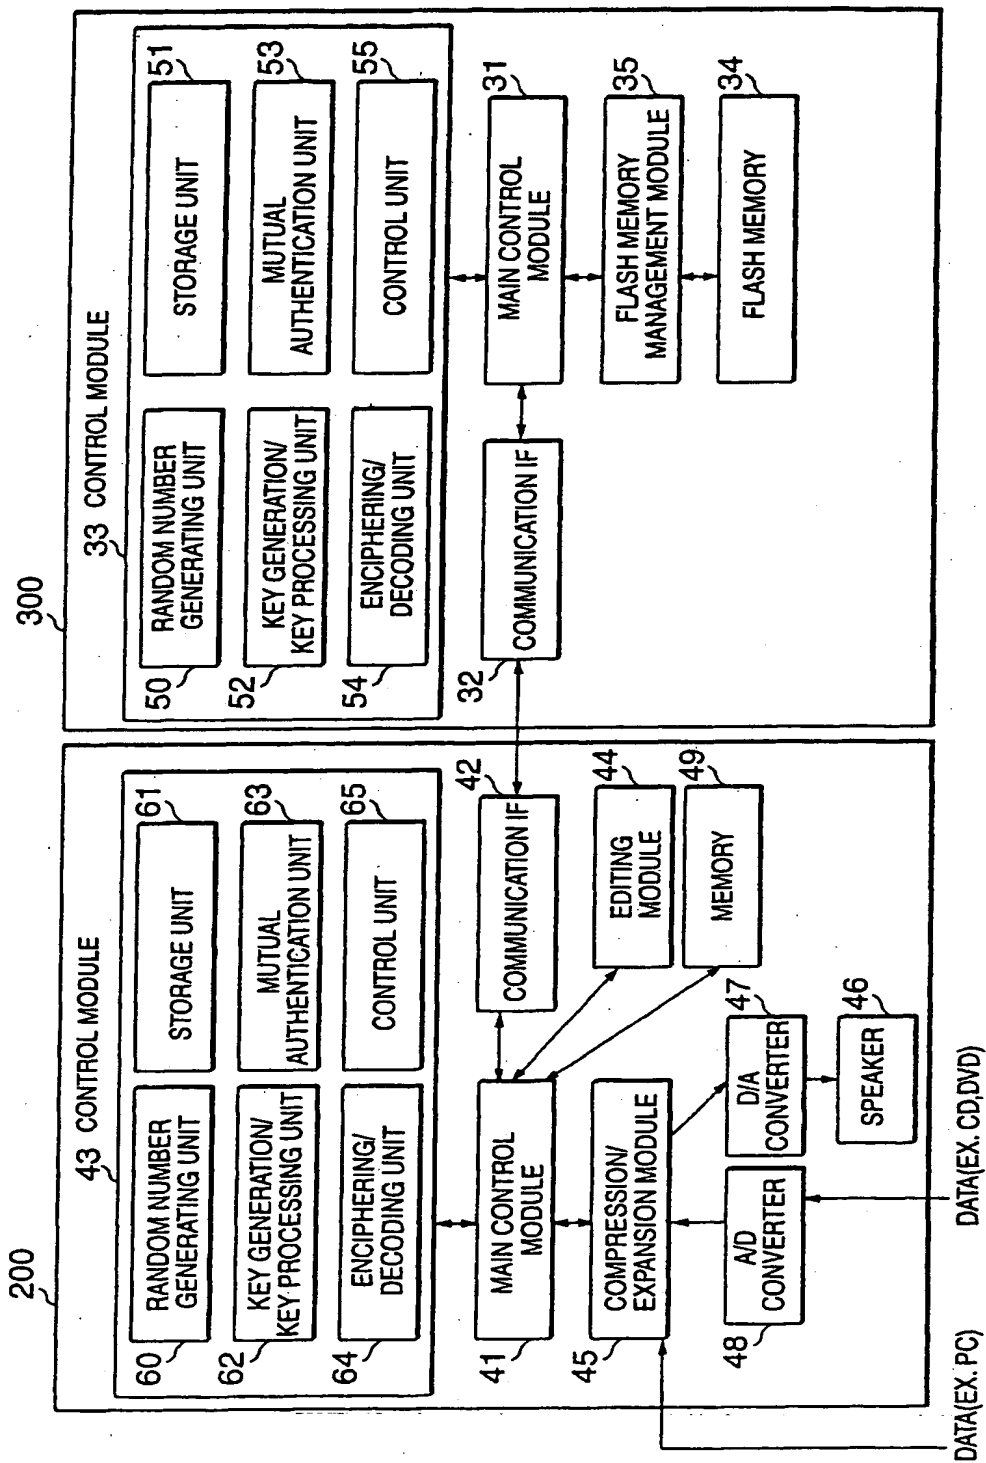 200
43 CONTROL MODULE
60
RANDOM NUMBER
GENERATING UNIT
61
STORAGE UNIT
62
KEY GENERATION/
KEY PROCESSING UNIT
63
MUTUAL
AUTHENTICATION UNIT
64
ENCIPHERING/
DECODING UNIT
65
CONTROL UNIT
41
MAIN CONTROL
MODULE
42
COMMUNICATION IF
45
COMPRESSION/
EXPANSION MODULE
44
EDITING
MODULE
49
MEMORY
48
A/D
CONVERTER
47
D/A
CONVERTER
46
SPEAKER
DATA(EX. PC)
DATA(EX. CD,DVD)
300
33 CONTROL MODULE
50
RANDOM NUMBER
GENERATING UNIT
51
STORAGE UNIT
52
KEY GENERATION/
KEY PROCESSING UNIT
53
MUTUAL
AUTHENTICATION UNIT
54
ENCIPHERING/
DECODING UNIT
55
CONTROL UNIT
32
COMMUNICATION IF
31
MAIN CONTROL
MODULE
35
FLASH MEMORY
MANAGEMENT MODULE
34
FLASH MEMORY